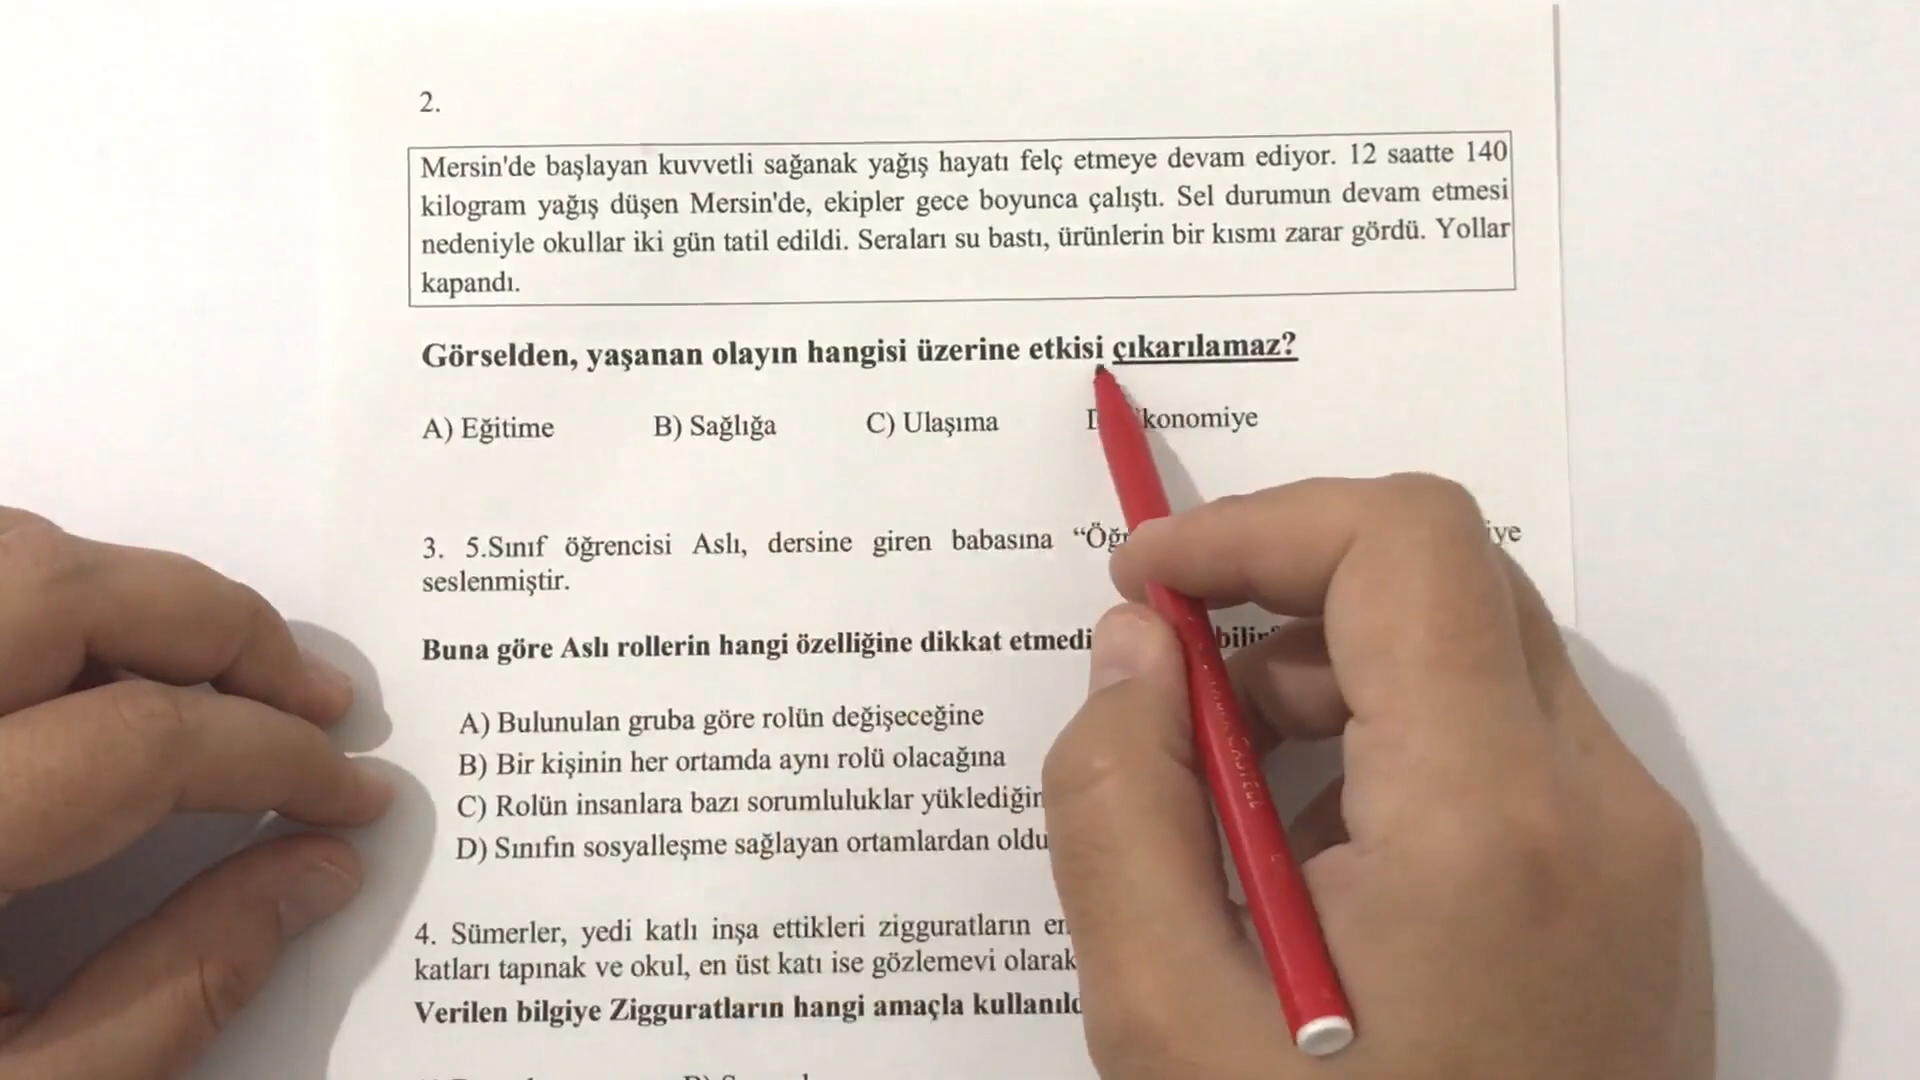 2.
Mersin'de başlayan kuvvetli sağanak yağış hayatı felç etmeye devam ediyor. 12 saatte 140
kilogram yağış düşen Mersin'de, ekipler gece boyunca çalıştı. Sel durumun devam etmesi
nedeniyle okullar iki gün tatil edildi. Seraları su bastı, ürünlerin bir kısmı zarar gördü. Yollar
kapandı.
Görselden, yaşanan olayın hangisi üzerine etkisi çıkarılamaz?
A) Eğitime B) Sağlığa C) Ulaşıma konomiye
3. 5.Sınıf öğrencisi Aslı, dersine giren babasına “Öğr iye
seslenmiştir.
Buna göre Aslı rollerin hangi özelliğine dikkat etmedi bilir
A) Bulunulan gruba göre rolün değişeceğine
B) Bir kişinin her ortamda aynı rolü olacağına
C) Rolün insanlara bazı sorumluluklar yüklediğin
D) Sınıfın sosyalleşme sağlayan ortamlardan oldu
4. Sümerler, yedi katlı inşa ettikleri zigguratların en
katları tapınak ve okul, en üst katı ise gözlemevi olarak
Verilen bilgiye Zigguratların hangi amaçla kullanıld